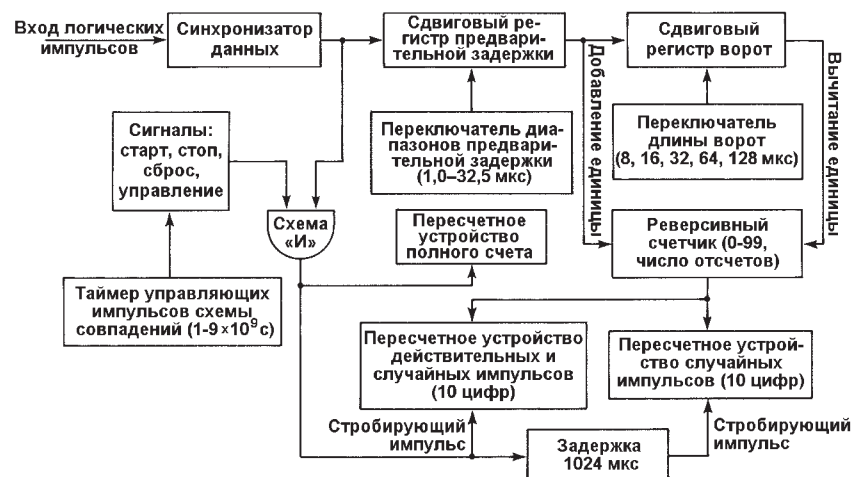 Вход логических
импульсов
Синхронизатор
данных
Сдвиговый ре-
гистр предвари-
тельной задержки
Сдвиговый
регистр ворот
Добавление единицы
Вычитание единицы
Сигналы:
старт, стоп,
сброс,
управление
Переключатель диа-
пазонов предвари-
тельной задержки
(1,0–32,5 мкс)
Переключатель
длины ворот
(8, 16, 32, 64, 128 мкс)
Схема
«И»
Пересчетное
устройство
полного счета
Реверсивный
счетчик (0-99,
число отсчетов)
Таймер управляющих
импульсов схемы
совпадений (1-9×10⁹с)
Пересчетное устройство
действительных и
случайных импульсов
(10 цифр)
Пересчетное устрой-
ство случайных
импульсов (10 цифр)
Стробирующий
импульс
Задержка
1024 мкс
Стробирующий
импульс